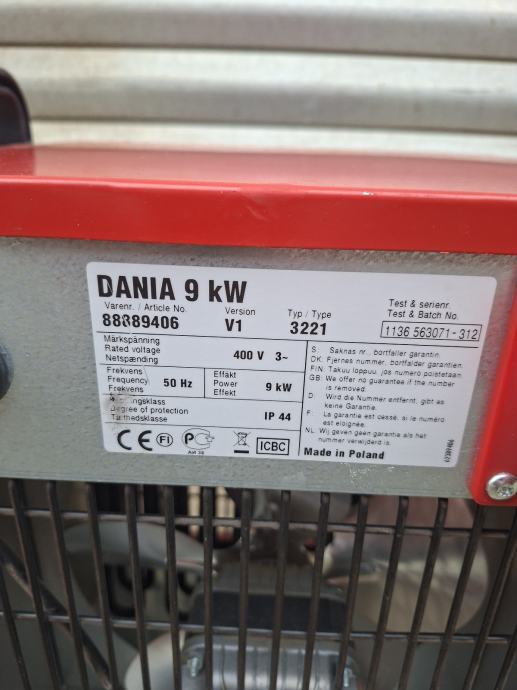 DANIA 9 kW
Varenr. / Article No.
88889406
Version
V1
Typ / Type
3221
Test & serienr.
Test & Batch No.
1136 563071-312
Märkspänning
Rated voltage
Netspænding
400 V 3~
Frekvens
Frequency
Frekvens
50 Hz
Effekt
Power
Effekt
9 kW
Degree of protection
Tæthedsklasse
IP 44
S: Saknas nr., bortfaller garantin.
DK: Fjernes nummer, bortfalder garantien.
FIN: Takuu loppuu, jos numero poistetaan.
GB: We offer no guarantee if the number
is removed.
D: Wird die Nummer entfernt, gibt es
keine Garantie.
F: La garantie est cessé, si le numéro
est éloignée.
NL: Wij geven geen garantie als het
nummer verwijderd is.
CE FI ICBC
Made in Poland